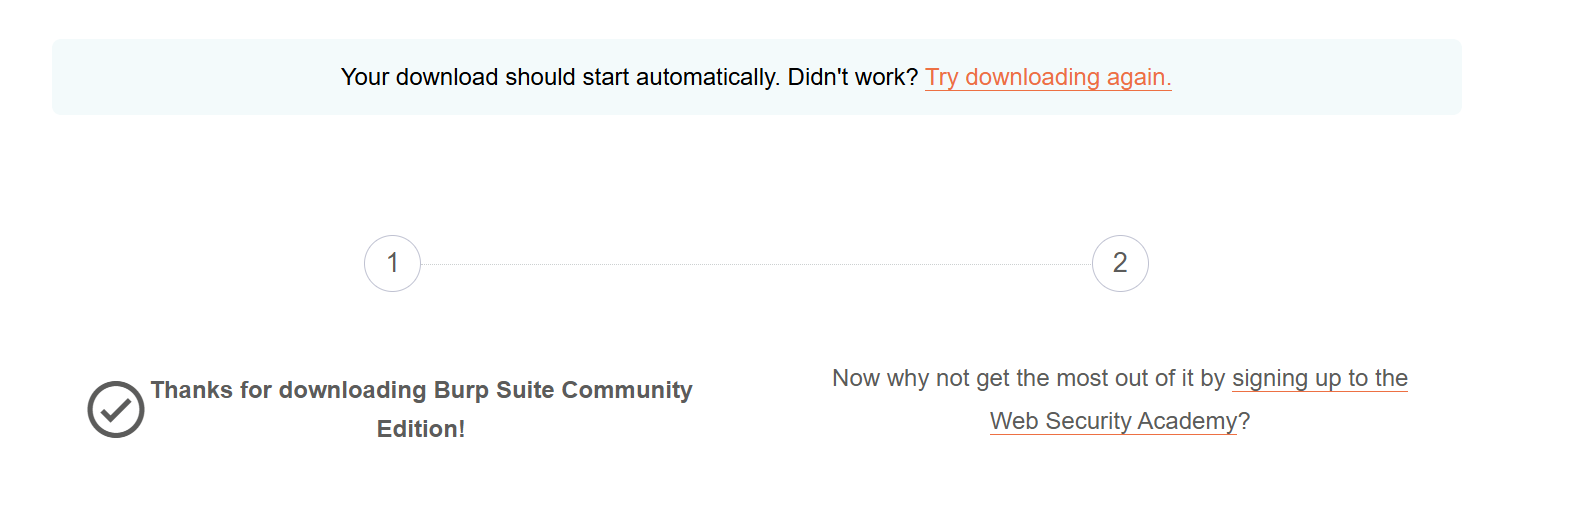 Your download should start automatically. Didn't work? Try downloading again.
1
2
Thanks for downloading Burp Suite Community
Edition!
Now why not get the most out of it by signing up to the
Web Security Academy?